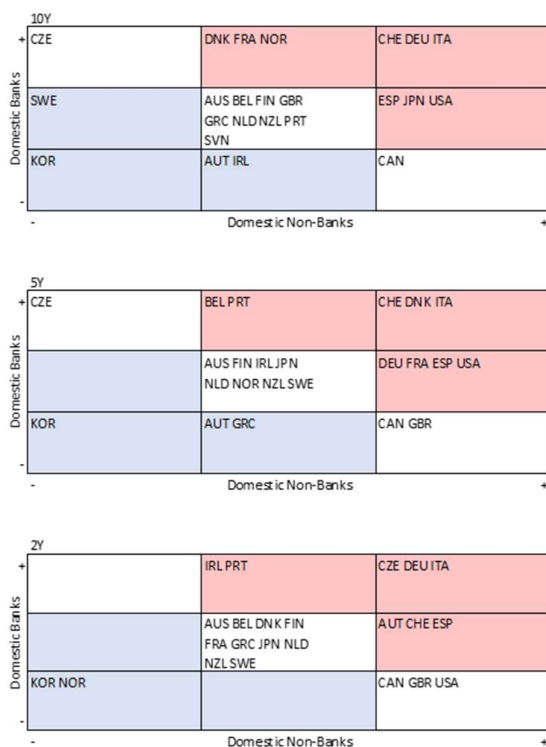 10Y
+ CZE DNK FRA NOR CHE DEU ITA
Domestic Banks
SWE AUS BEL FIN GBR ESP JPN USA
GRC NLD NZL PRT
SVN
KOR AUT IRL CAN
-
- Domestic Non-Banks +
5Y
+ CZE BEL PRT CHE DNK ITA
Domestic Banks
AUS FIN IRL JPN DEU FRA ESP USA
NLD NOR NZL SWE
KOR AUT GRC CAN GBR
-
- Domestic Non-Banks +
2Y
+ IRL PRT CZE DEU ITA
Domestic Banks
AUS BEL DNK FIN AUT CHE ESP
FRA GRC JPN NLD
NZL SWE
KOR NOR CAN GBR USA
-
- Domestic Non-Banks +